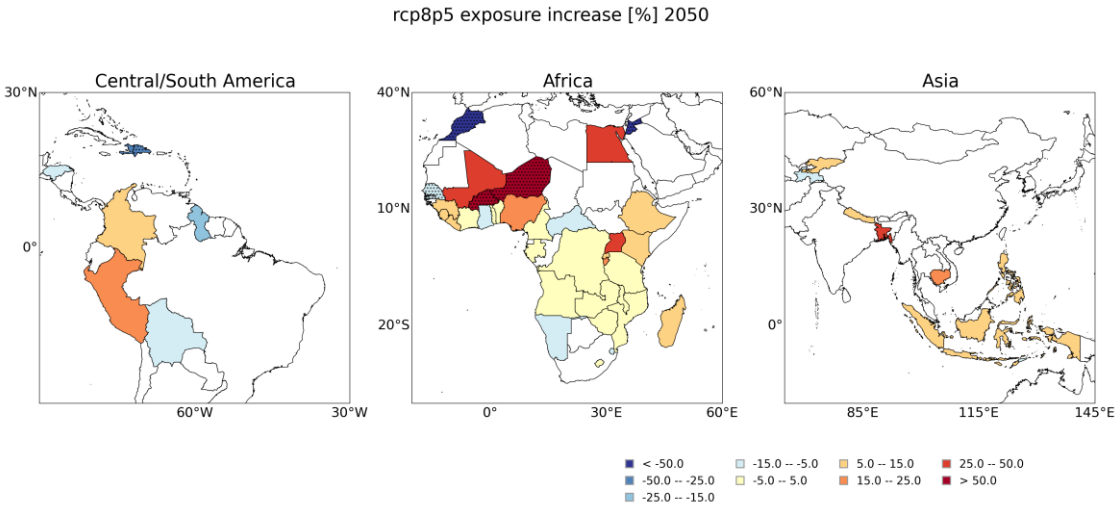 rcp8p5 exposure increase [%] 2050
Central/South America
Africa
Asia
30°N
0°
60°W
30°W
40°N
10°N
20°S
0°
30°E
60°E
60°N
30°N
0°
85°E
115°E
145°E
< -50.0
-50.0 -- -25.0
-25.0 -- -15.0
-15.0 -- -5.0
-5.0 -- 5.0
5.0 -- 15.0
15.0 -- 25.0
25.0 -- 50.0
> 50.0